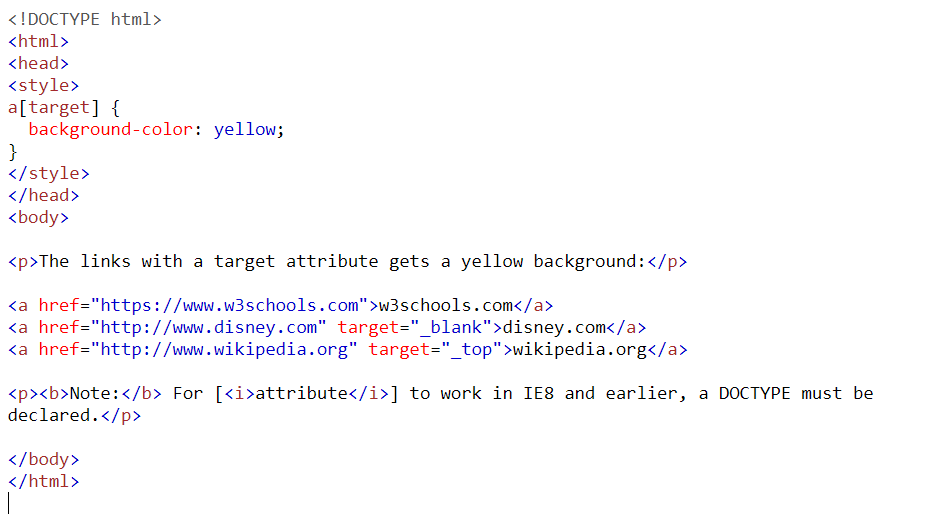 <!DOCTYPE html>
<html>
<head>
<style>
a[target] {
  background-color: yellow;
}
</style>
</head>
<body>

<p>The links with a target attribute gets a yellow background:</p>

<a href="https://www.w3schools.com">w3schools.com</a>
<a href="http://www.disney.com" target="_blank">disney.com</a>
<a href="http://www.wikipedia.org" target="_top">wikipedia.org</a>

<p><b>Note:</b> For [<i>attribute</i>] to work in IE8 and earlier, a DOCTYPE must be
declared.</p>

</body>
</html>